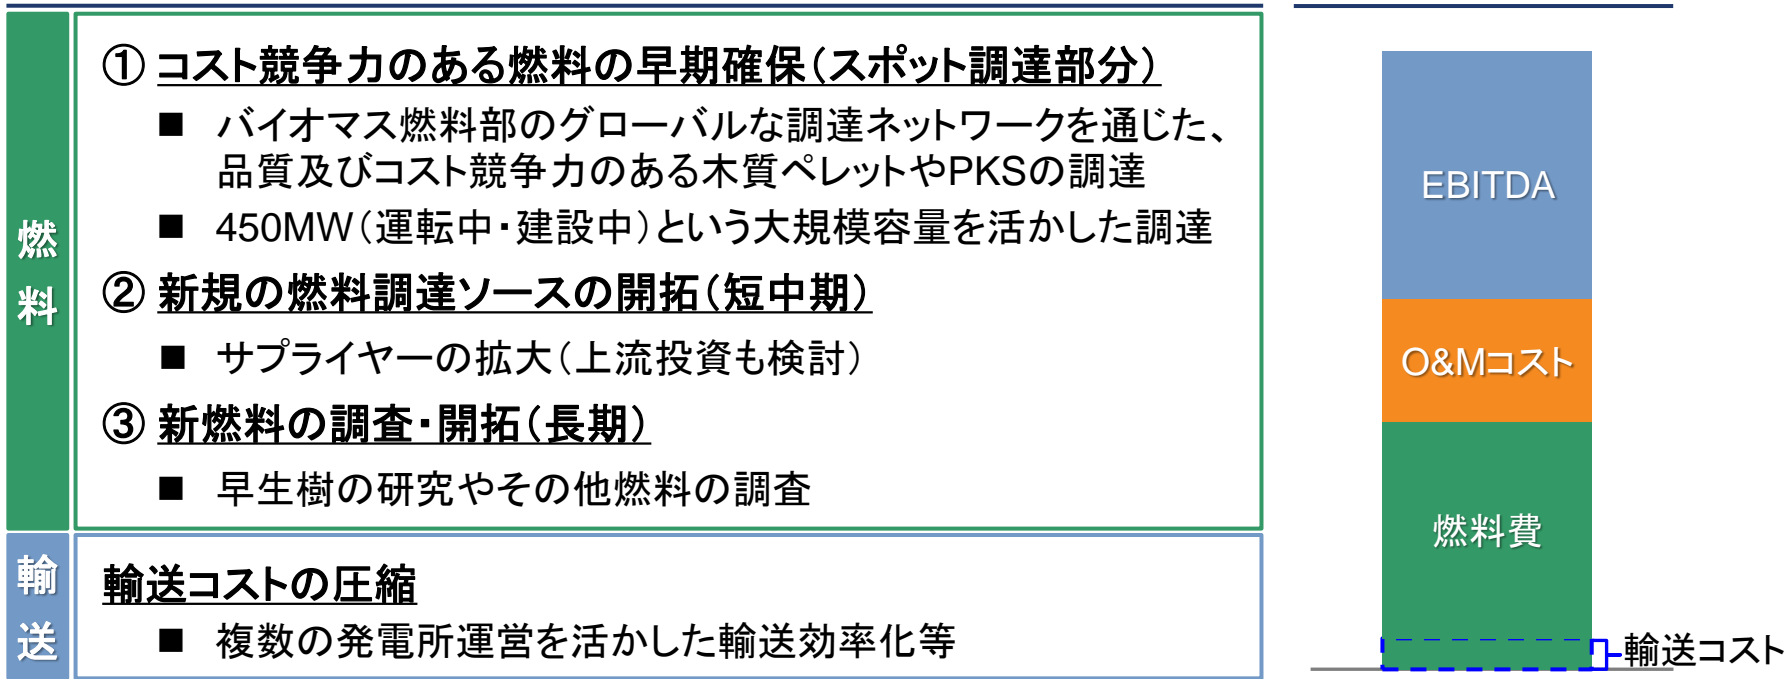 燃料
① コスト競争力のある燃料の早期確保（スポット調達部分）
■ バイオマス燃料部のグローバルな調達ネットワークを通じた、
品質及びコスト競争力のある木質ペレットやPKSの調達
■ 450MW（運転中・建設中）という大規模容量を活かした調達
② 新規の燃料調達ソースの開拓（短中期）
■ サプライヤーの拡大（上流投資も検討）
③ 新燃料の調査・開拓（長期）
■ 早生樹の研究やその他燃料の調査
輸送
輸送コストの圧縮
■ 複数の発電所運営を活かした輸送効率化等
EBITDA
O&Mコスト
燃料費
輸送コスト